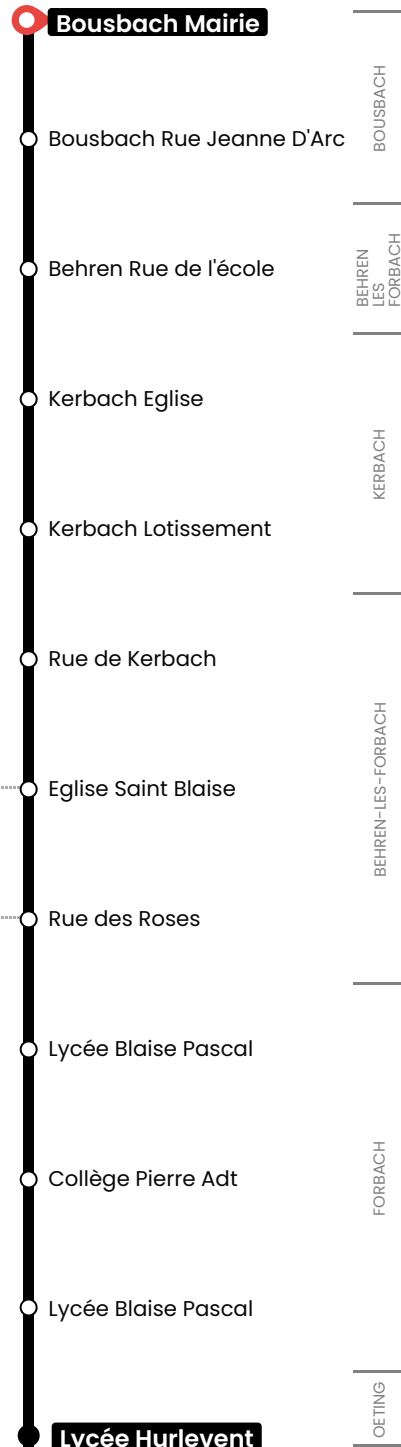 Bousbach Mairie
Bousbach Rue Jeanne D'Arc
BOUSBACH
Behren Rue de l'école
BEHREN
LES
FORBACH
Kerbach Eglise
KERBACH
Kerbach Lotissement
Rue de Kerbach
Eglise Saint Blaise
BEHREN-LES-FORBACH
Rue des Roses
Lycée Blaise Pascal
Collège Pierre Adt
FORBACH
Lycée Blaise Pascal
OETING
Lycée Hurlevent